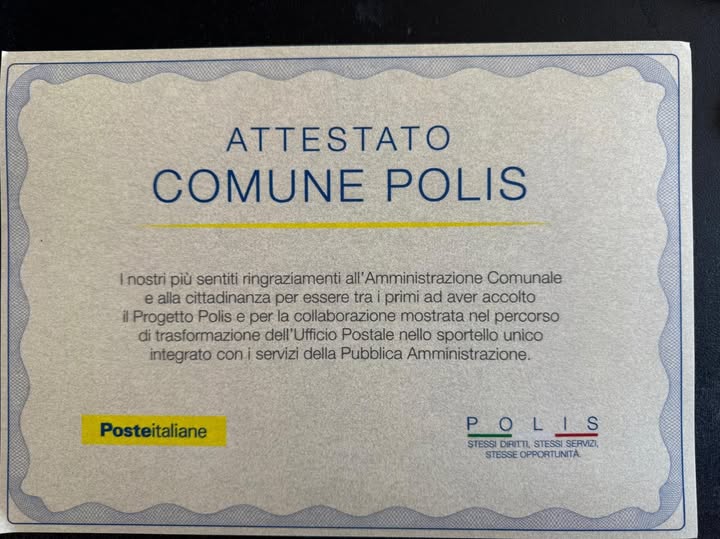 ATTESTATO
COMUNE POLIS
I nostri più sentiti ringraziamenti all'Amministrazione Comunale
e alla cittadinanza per essere tra i primi ad aver accolto
il Progetto Polis e per la collaborazione mostrata nel percorso
di trasformazione dell'Ufficio Postale nello sportello unico
integrato con i servizi della Pubblica Amministrazione.
Posteitaliane
POLIS
STESSI DIRITTI, STESSI SERVIZI,
STESSE OPPORTUNITÀ.